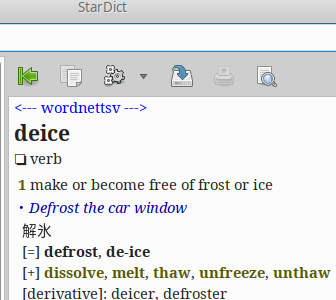 StarDict
<--- wordnettsv --->
deice
❏ verb
1 make or become free of frost or ice
• Defrost the car window
解氷
[=] defrost, de-ice
[+] dissolve, melt, thaw, unfreeze, unthaw
[derivative]: deicer, defroster